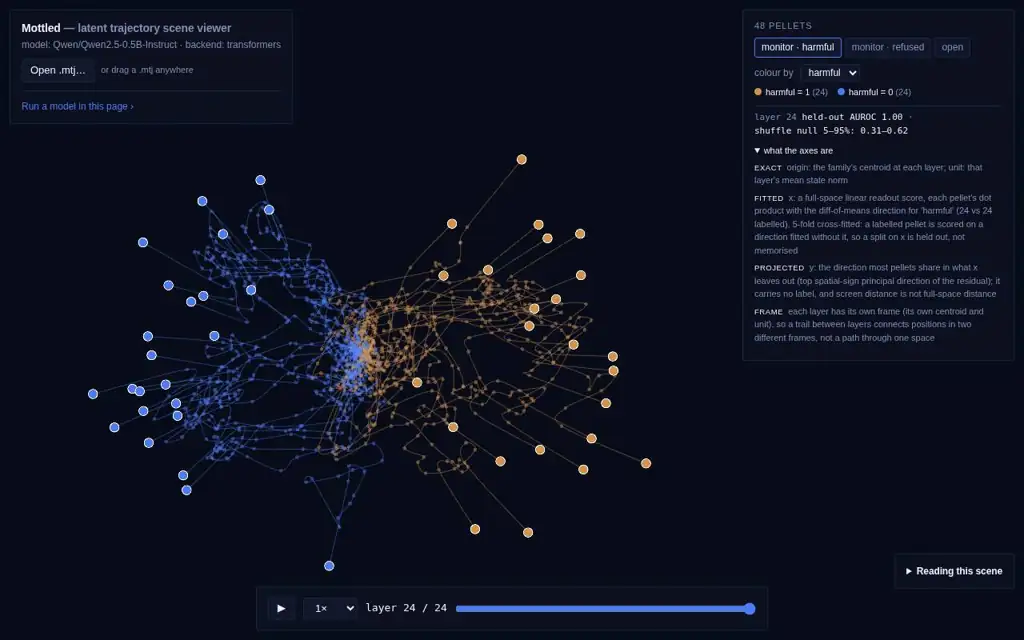 Mottled — latent trajectory scene viewer
model: Qwen/Qwen2.5-0.5B-Instruct · backend: transformers
Open .mtj… or drag a .mtj anywhere
Run a model in this page ›
48 PELLETS
monitor · harmful monitor · refused open
colour by harmful
harmful = 1 (24) harmful = 0 (24)
layer 24 held-out AUROC 1.00 ·
shuffle null 5–95%: 0.31–0.62
▼ what the axes are
EXACT origin: the family's centroid at each layer; unit: that
layer's mean state norm
FITTED x: a full-space linear readout score, each pellet's dot
product with the diff-of-means direction for 'harmful' (24 vs 24
labelled). 5-fold cross-fitted: a labelled pellet is scored on a
direction fitted without it, so a split on x is held out, not
memorised
PROJECTED y: the direction most pellets share in what x
leaves out (top spatial-sign principal direction of the residual); it
carries no label, and screen distance is not full-space distance
FRAME each layer has its own frame (its own centroid and
unit), so a trail between layers connects positions in two
different frames, not a path through one space
▶ Reading this scene
▶ 1× layer 24 / 24